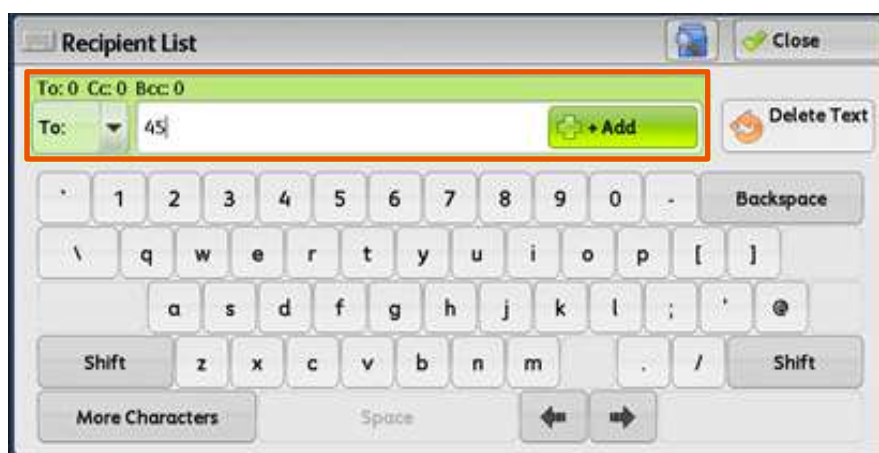 Recipient List Close
To: 0 Cc: 0 Bcc: 0
To: 45 + Add Delete Text
` 1 2 3 4 5 6 7 8 9 0 - Backspace
\ q w e r t y u i o p [ ]
a s d f g h j k l ; ' @
Shift z x c v b n m . / Shift
More Characters Space